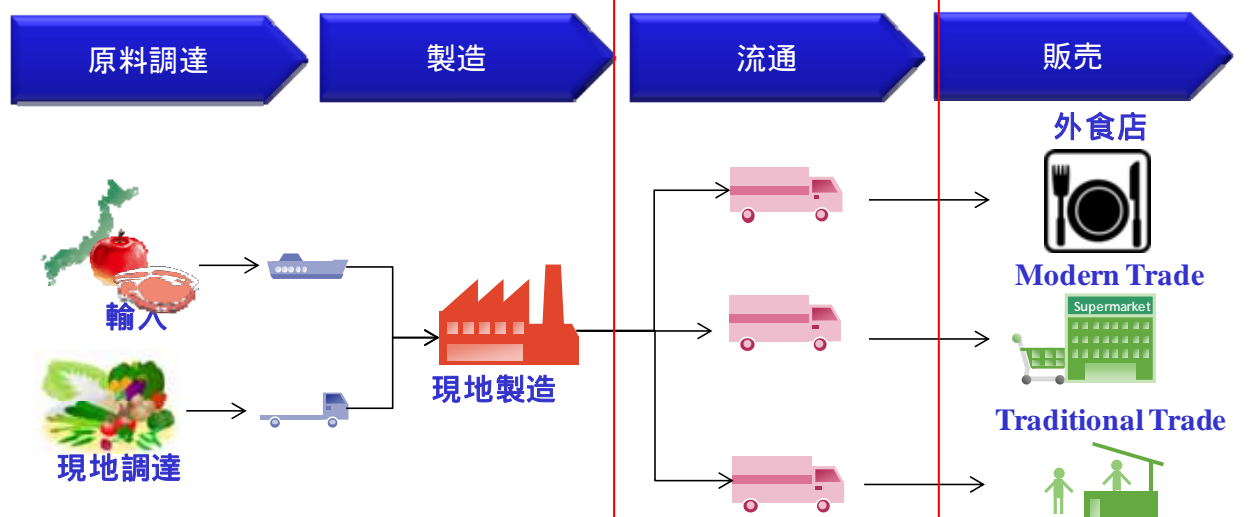 原料調達
製造
流通
販売
外食店
輸入
Modern Trade
Supermarket
現地製造
Traditional Trade
現地調達